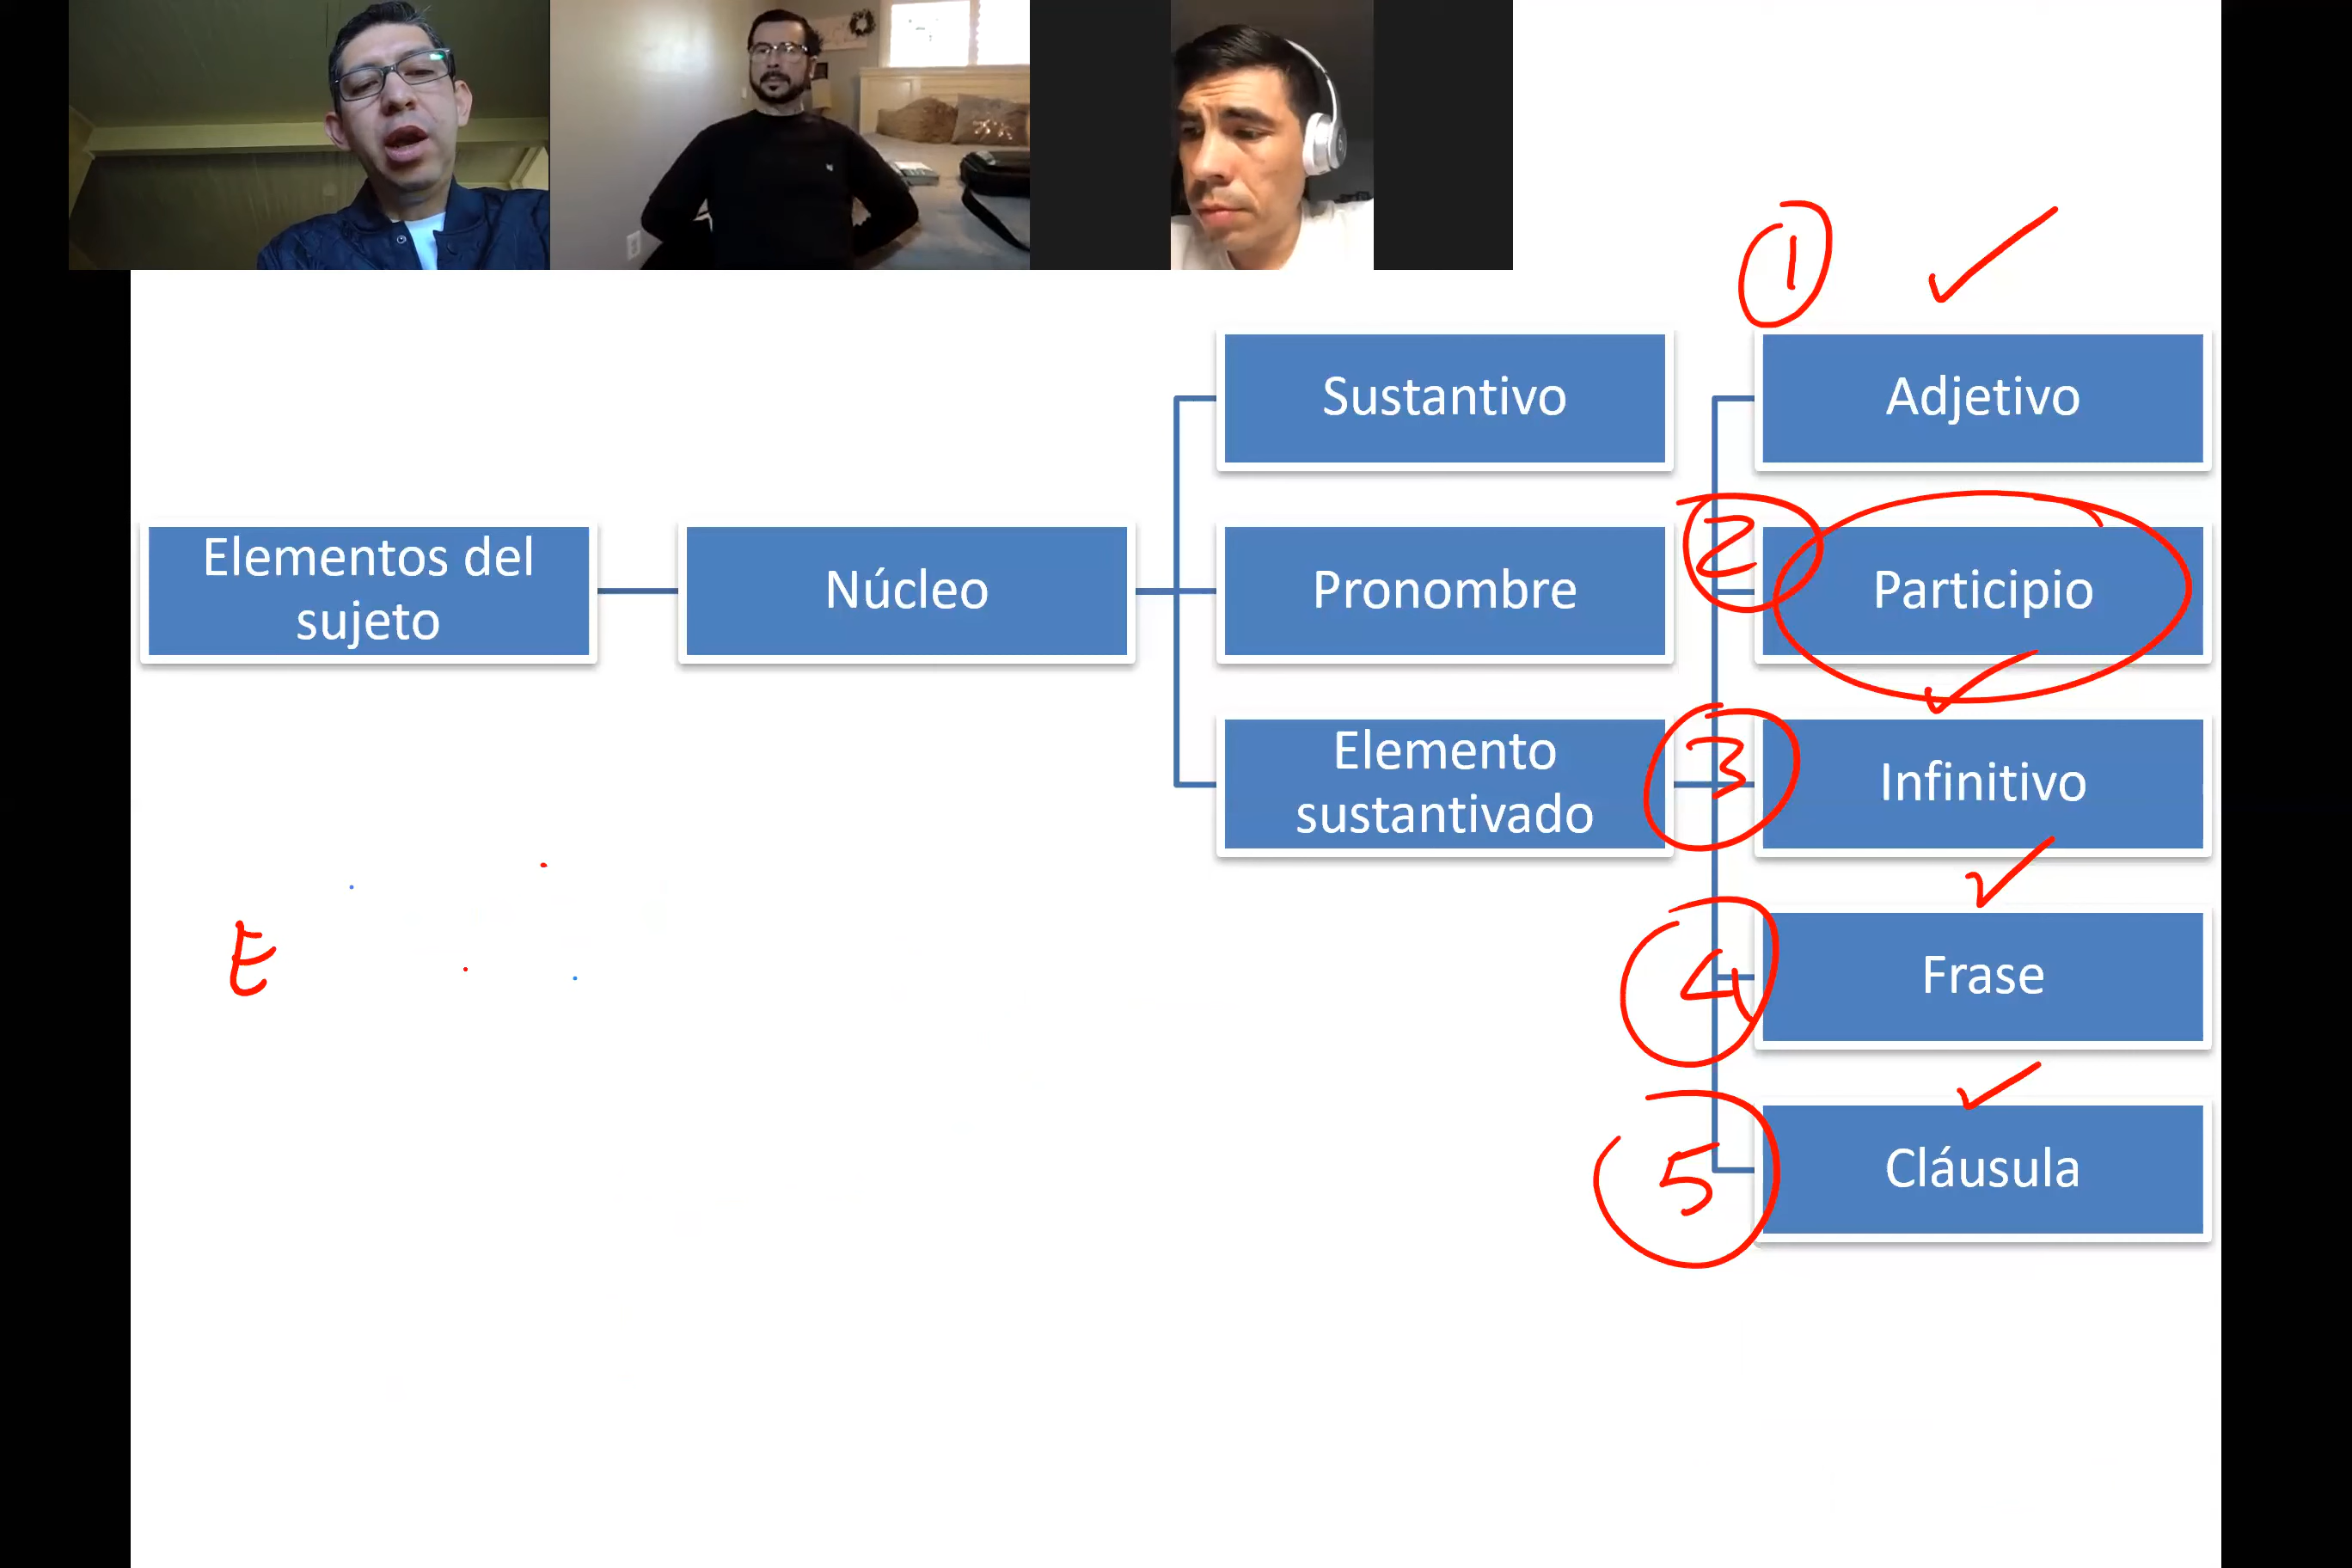 1
Sustantivo
Adjetivo
Elementos del
sujeto
Núcleo
Pronombre
2
Participio
Elemento
sustantivado
3
Infinitivo
4
Frase
E
5
Cláusula